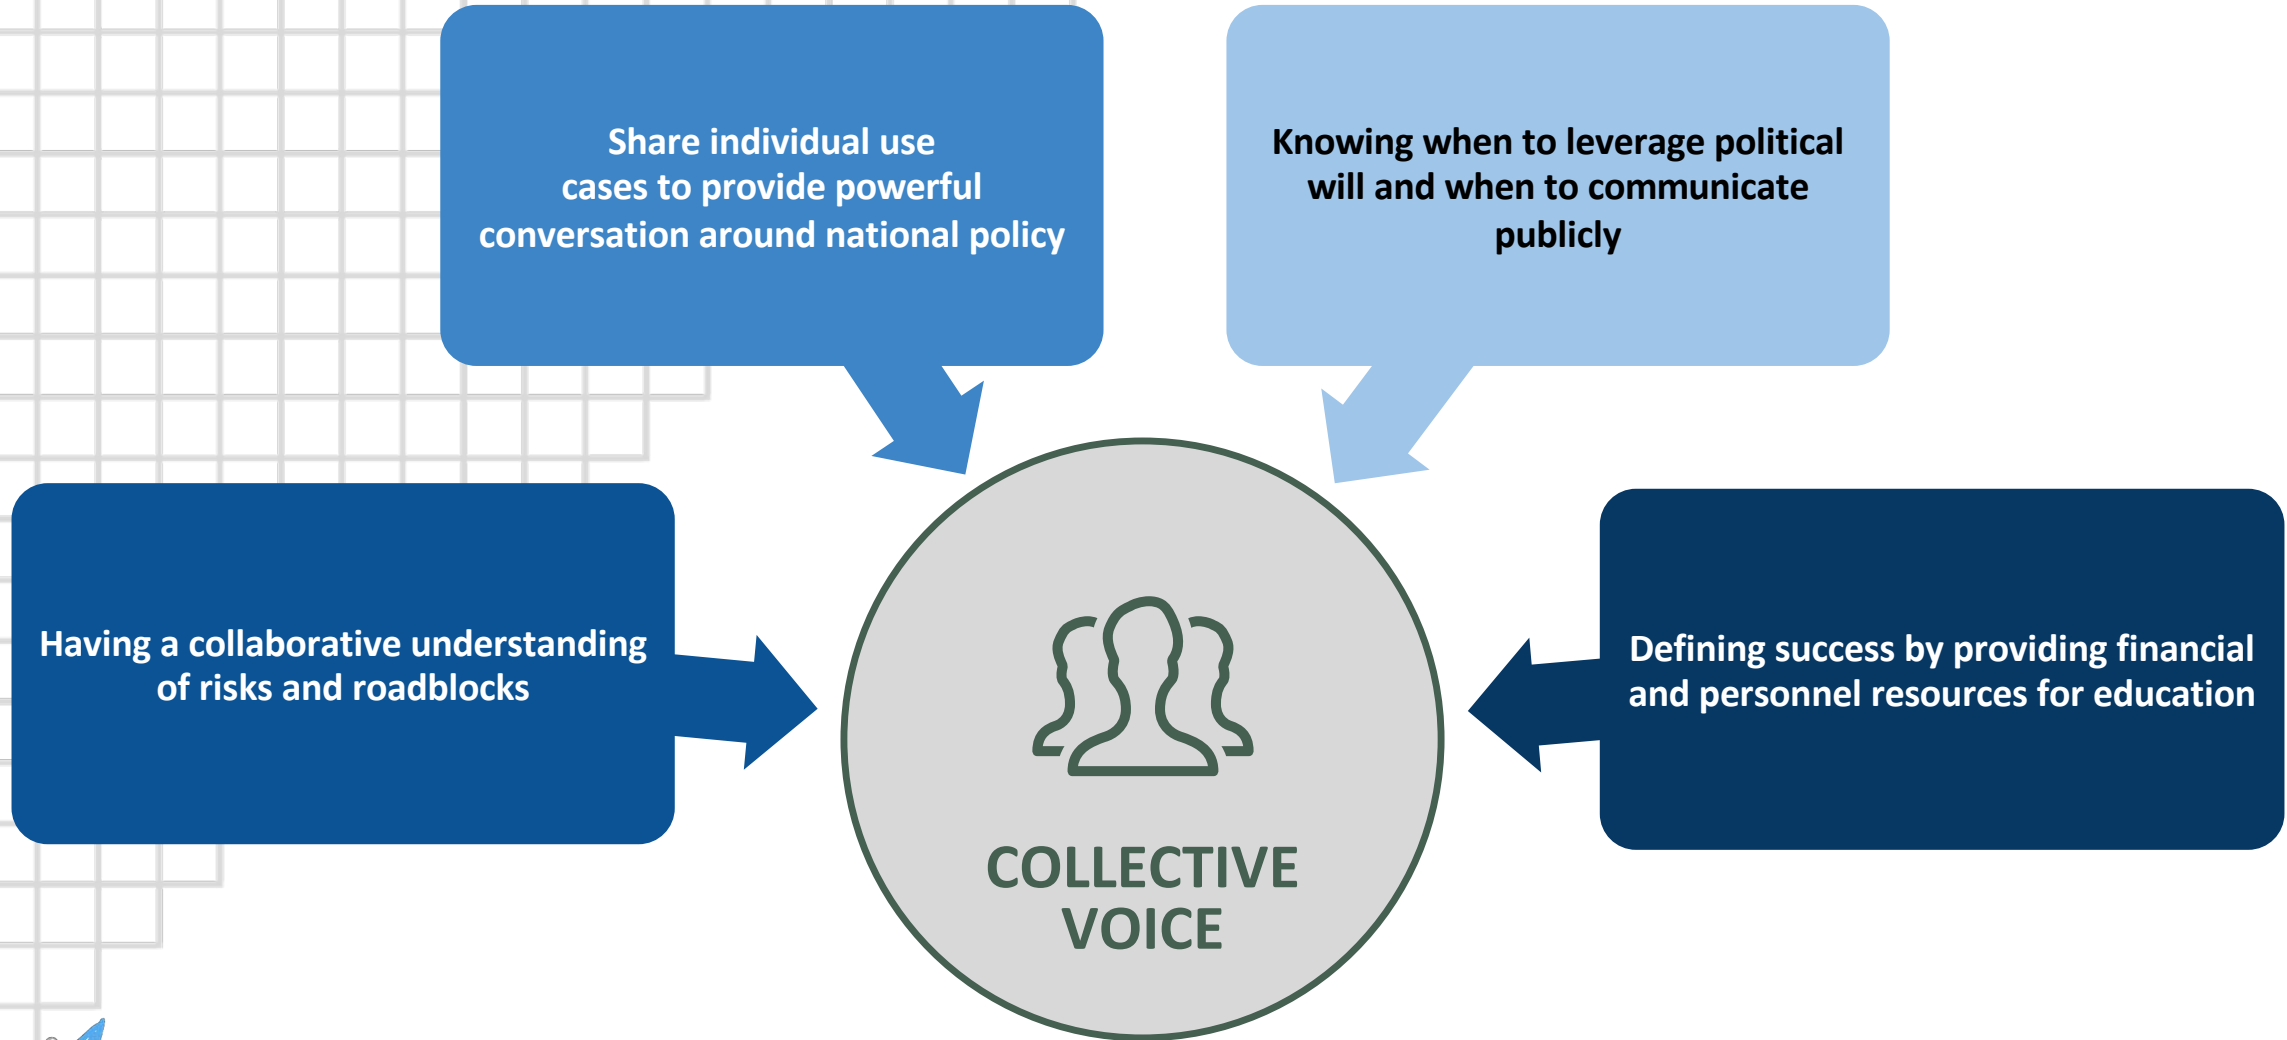 Share individual use
cases to provide powerful
conversation around national policy
Knowing when to leverage political
will and when to communicate
publicly
Having a collaborative understanding
of risks and roadblocks
Defining success by providing financial
and personnel resources for education
COLLECTIVE
VOICE